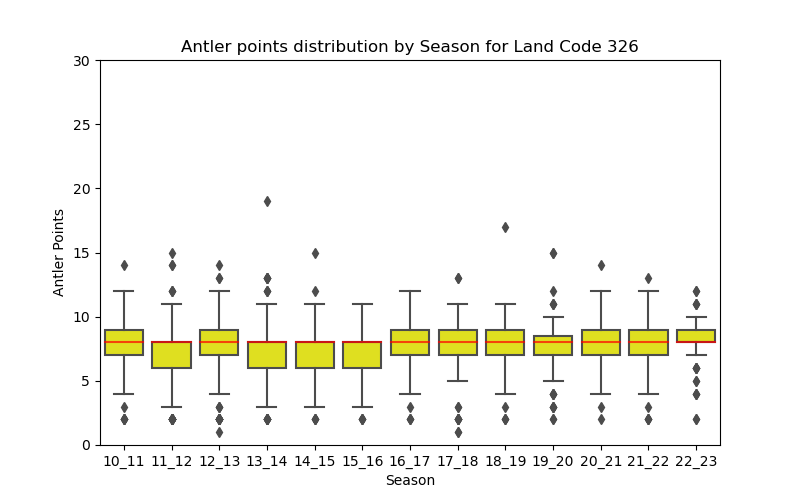 Antler points distribution by Season for Land Code 326
30
25
20
15
10
5
0
Antler Points
10_11 11_12 12_13 13_14 14_15 15_16 16_17 17_18 18_19 19_20 20_21 21_22 22_23
Season